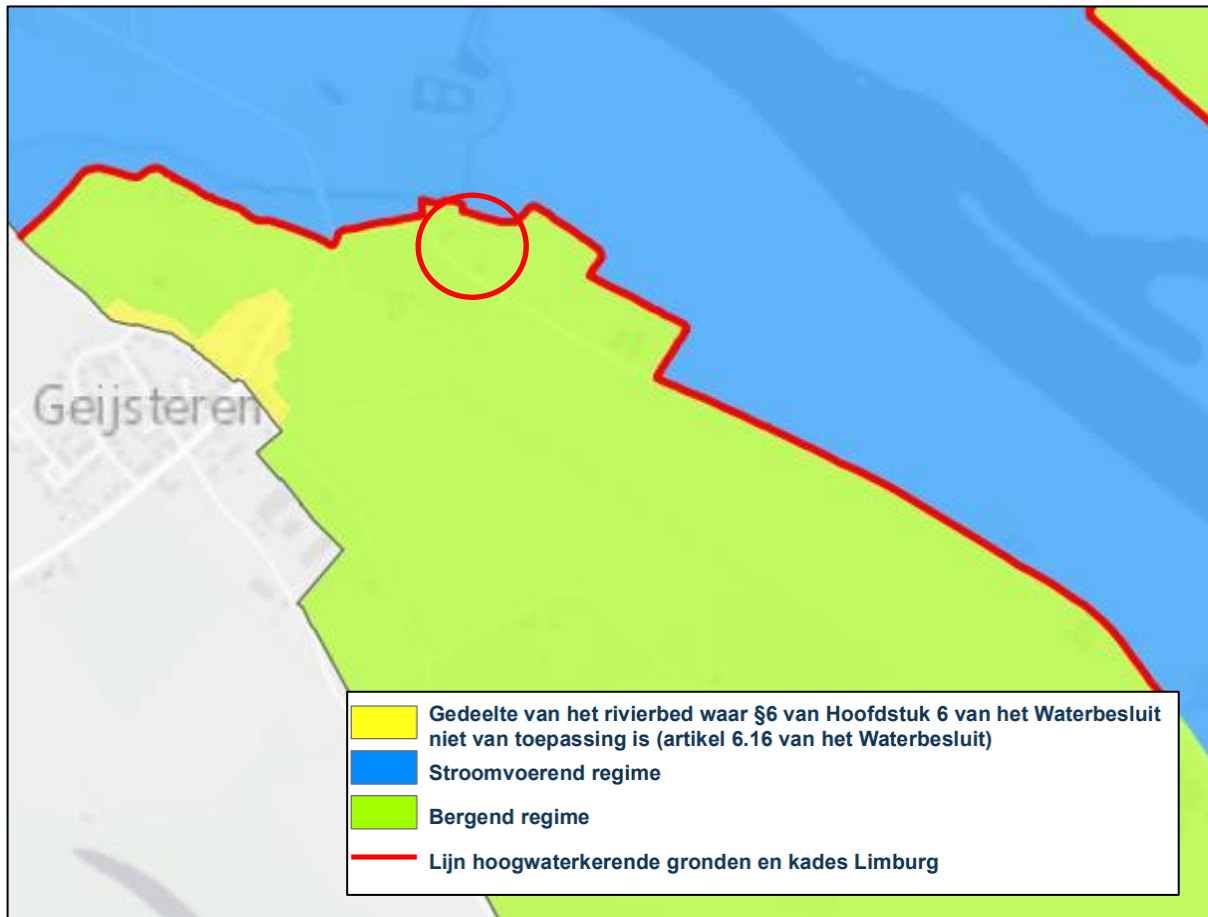 Geijsteren
Gedeelte van het rivierbed waar §6 van Hoofdstuk 6 van het Waterbesluit
niet van toepassing is (artikel 6.16 van het Waterbesluit)
Stroomvoerend regime
Bergend regime
Lijn hoogwaterkerende gronden en kades Limburg